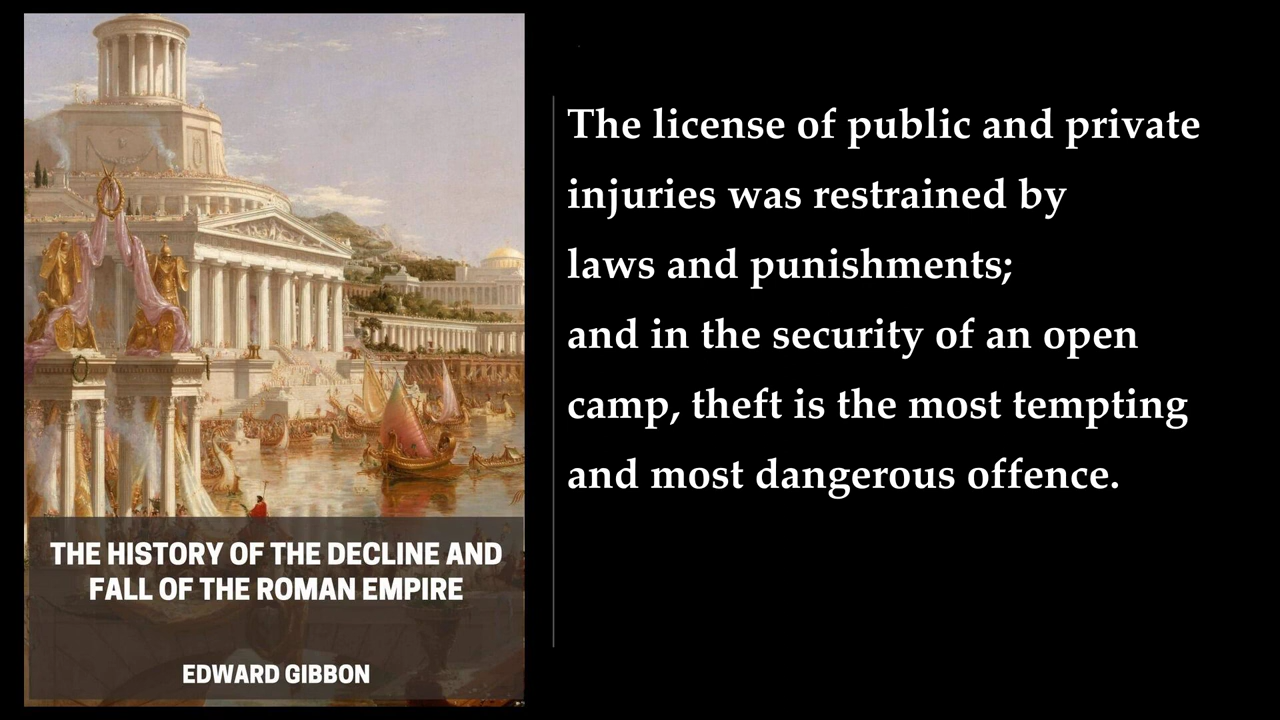 The license of public and private
injuries was restrained by
laws and punishments;
and in the security of an open
camp, theft is the most tempting
and most dangerous offence.
THE HISTORY OF THE DECLINE AND
FALL OF THE ROMAN EMPIRE
EDWARD GIBBON